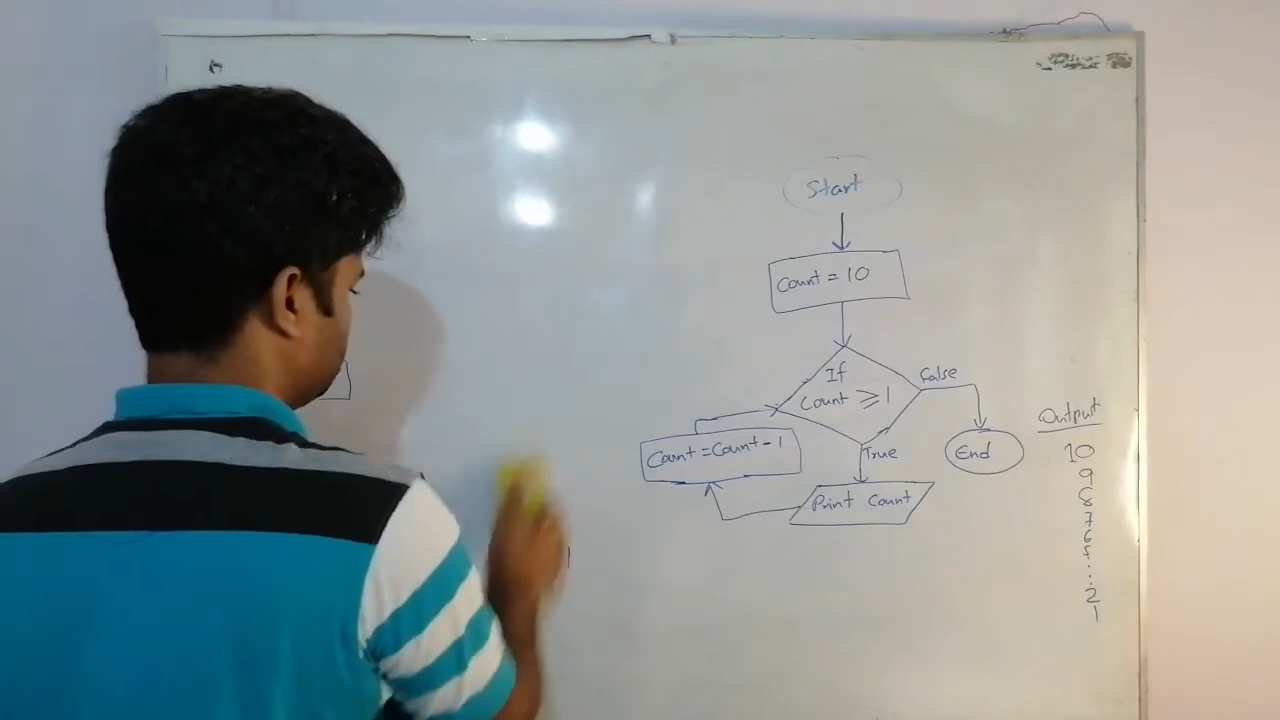 Start
Count = 10
If
Count ⩾ 1
False
True
Print Count
Count = Count - 1
End
Output
10
9
8
7
6
5
...
2
1